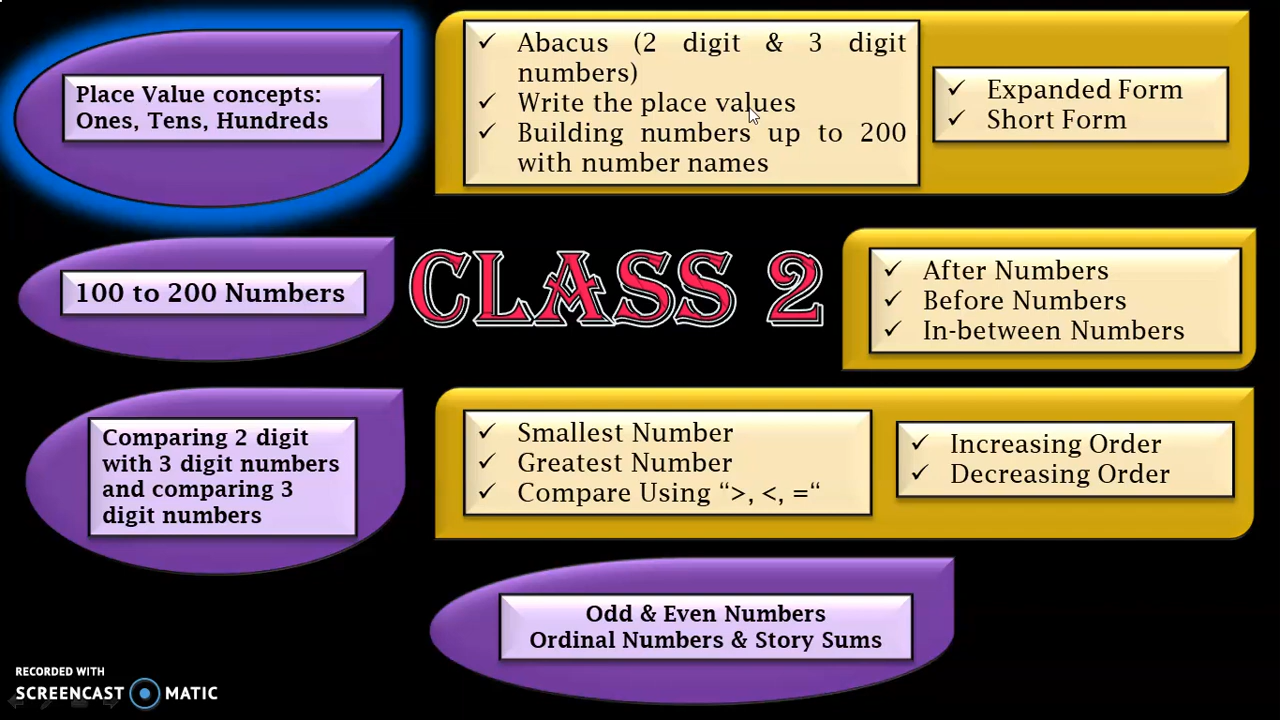 Place Value concepts:
Ones, Tens, Hundreds
Abacus (2 digit & 3 digit
numbers)
Write the place values
Building numbers up to 200
with number names
Expanded Form
Short Form
100 to 200 Numbers
CLASS 2
After Numbers
Before Numbers
In-between Numbers
Comparing 2 digit
with 3 digit numbers
and comparing 3
digit numbers
Smallest Number
Greatest Number
Compare Using “>, <, =“
Increasing Order
Decreasing Order
Odd & Even Numbers
Ordinal Numbers & Story Sums
RECORDED WITH
SCREENCAST MATIC